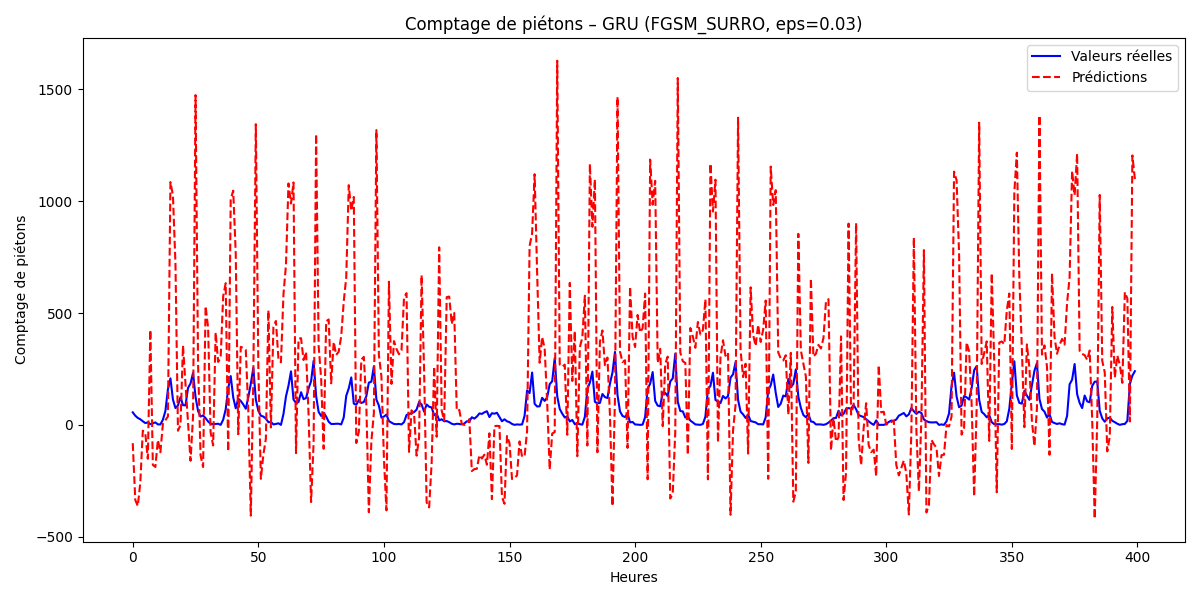 Comptage de piétons – GRU (FGSM_SURRO, eps=0.03)
Valeurs réelles
Prédictions
Comptage de piétons
1500
1000
500
0
−500
0 50 100 150 200 250 300 350 400
Heures